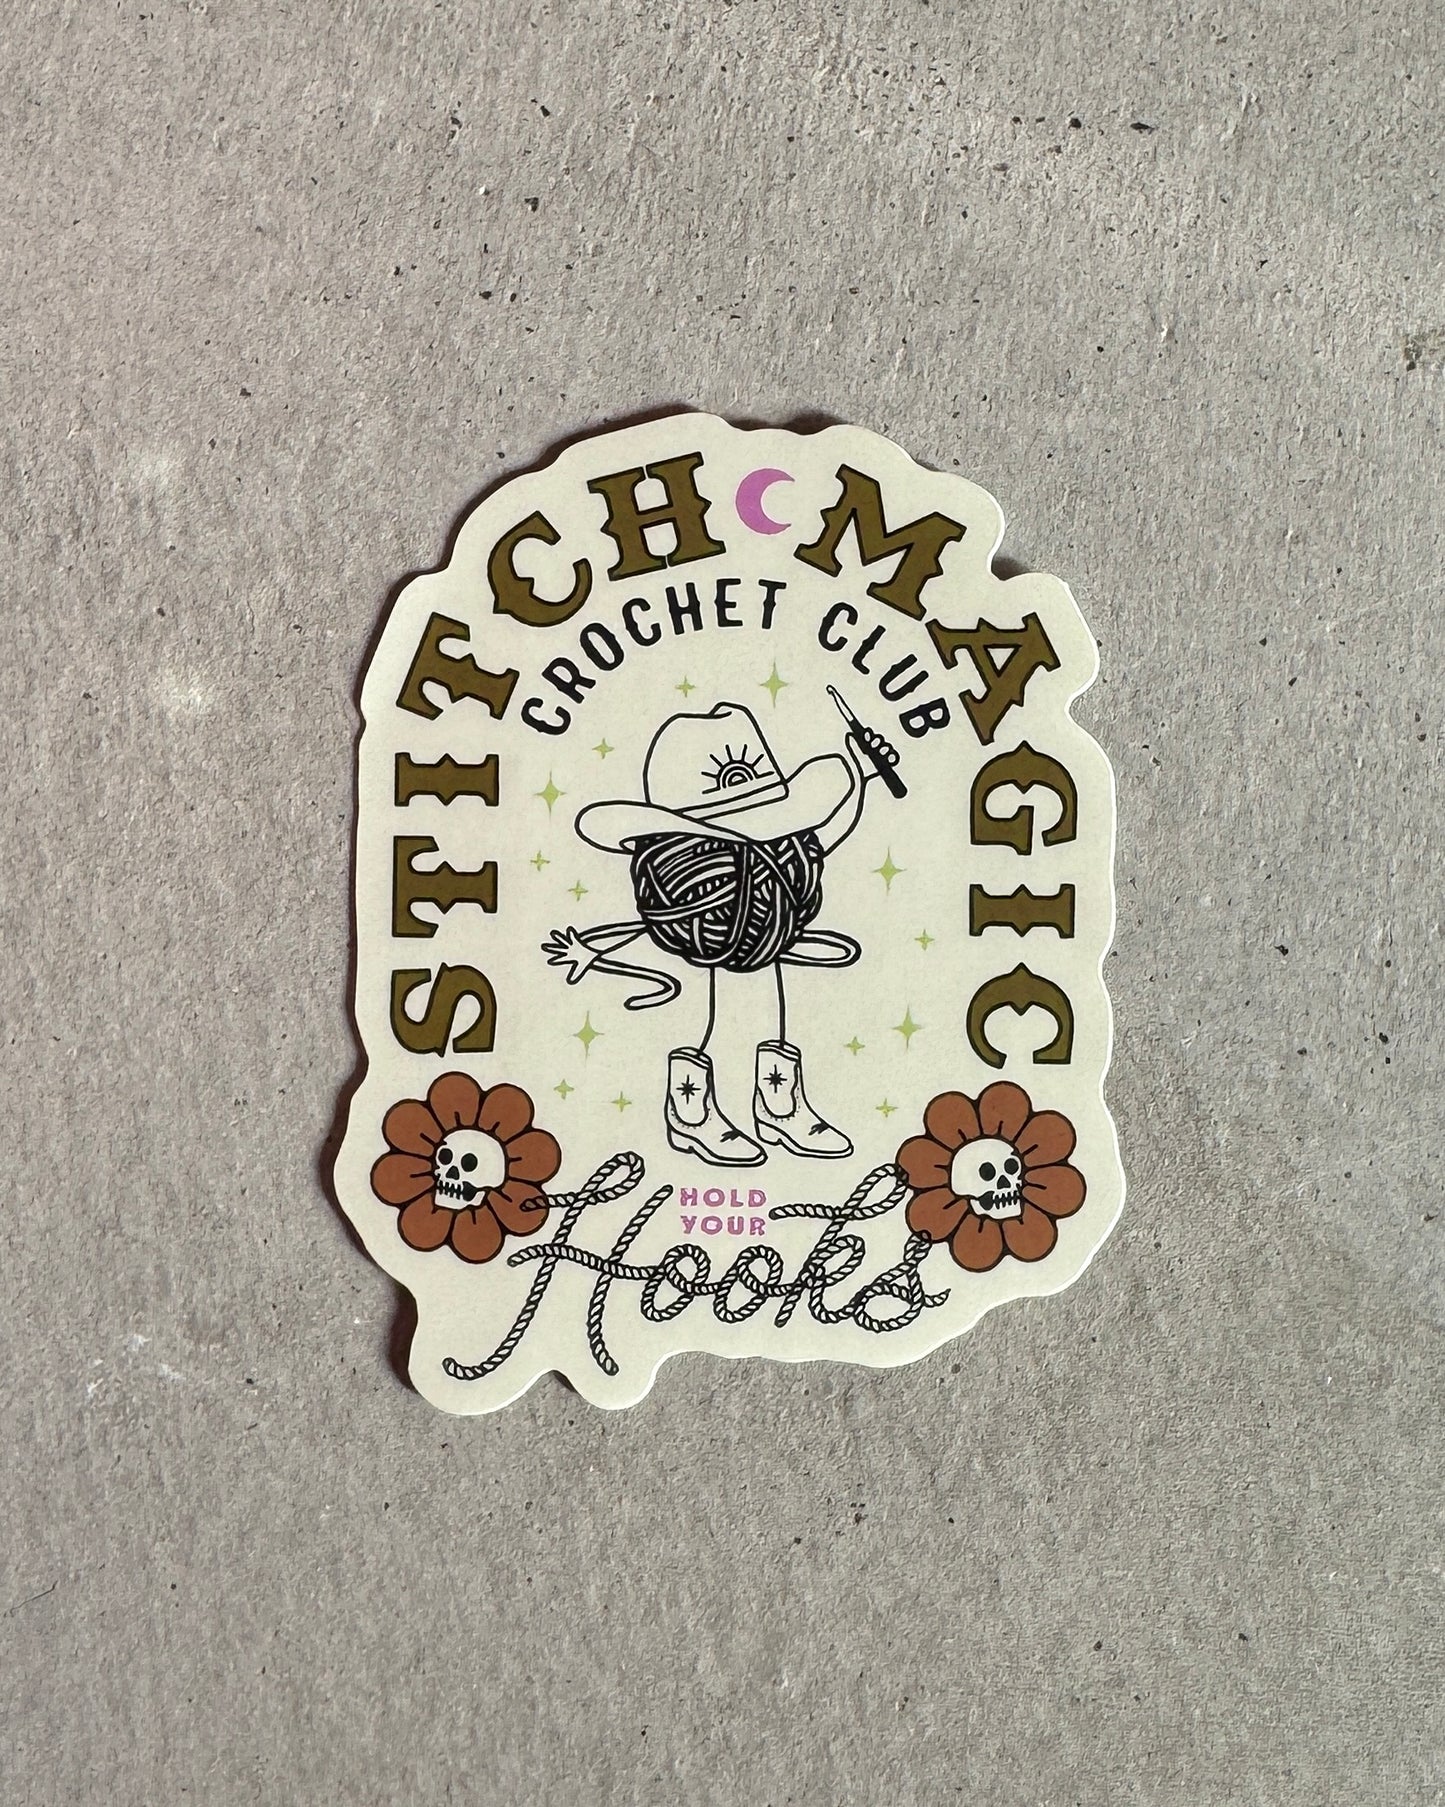 STITCH MAGIC
CROCHET CLUB
HOLD
YOUR
Hooks